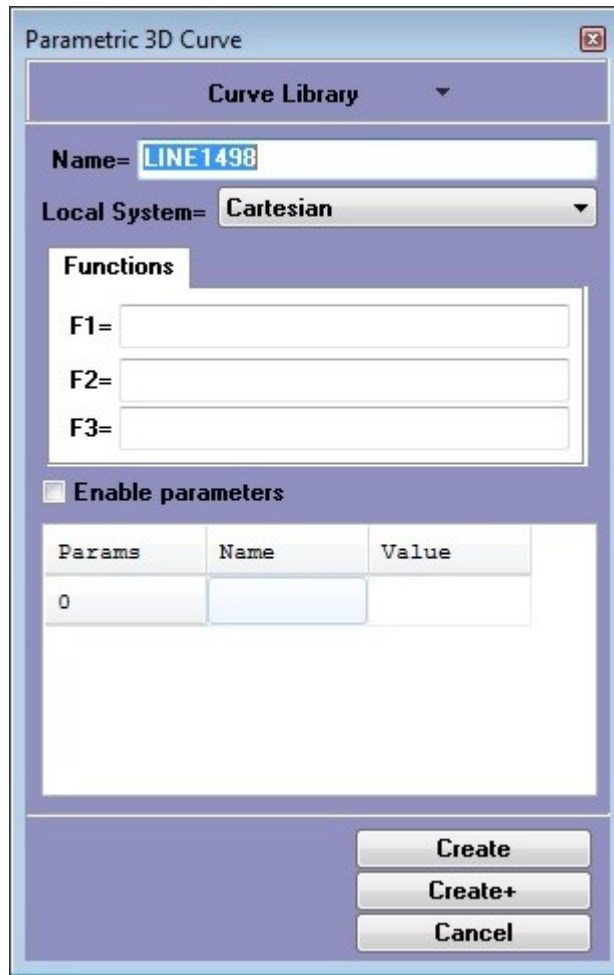 Parametric 3D Curve
Curve Library
Name= LINE1498
Local System= Cartesian
Functions
F1=
F2=
F3=
Enable parameters
Params Name Value
0
Create
Create+
Cancel